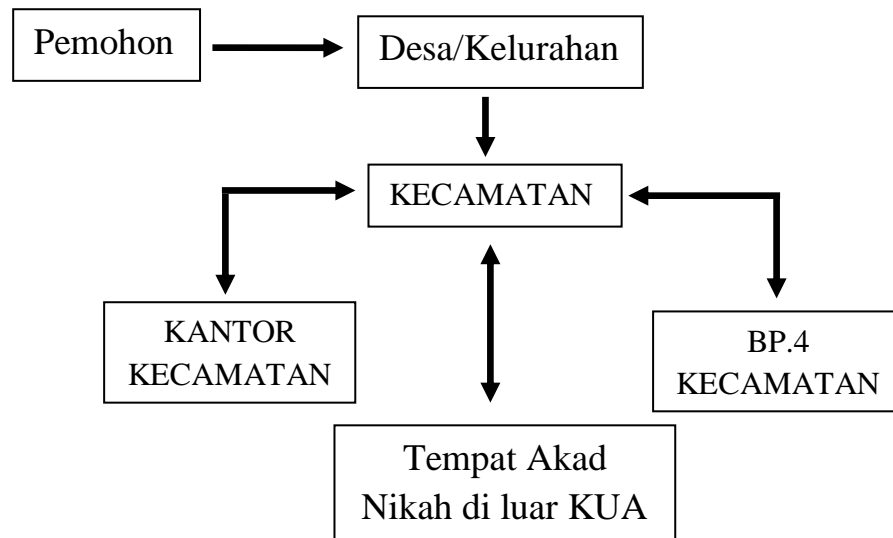 Pemohon
Desa/Kelurahan
KECAMATAN
KANTOR
KECAMATAN
BP.4
KECAMATAN
Tempat Akad
Nikah di luar KUA